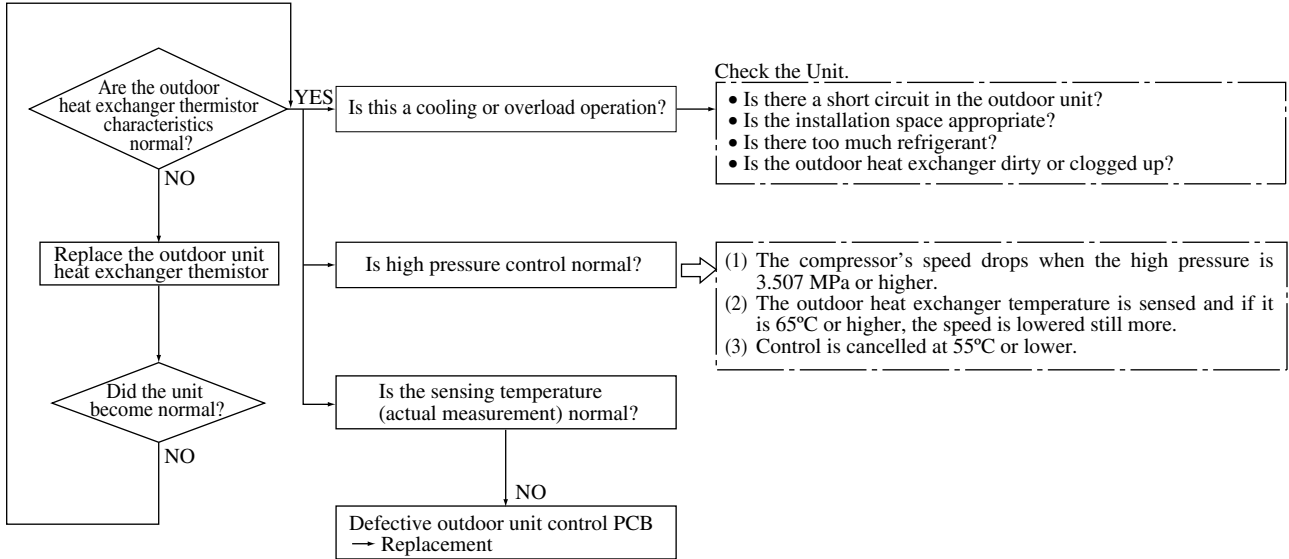 Are the outdoor
heat exchanger thermistor
characteristics
normal?
YES
NO
Replace the outdoor unit
heat exchanger themistor
Did the unit
become normal?
NO
Is this a cooling or overload operation?
Check the Unit.
• Is there a short circuit in the outdoor unit?
• Is the installation space appropriate?
• Is there too much refrigerant?
• Is the outdoor heat exchanger dirty or clogged up?
Is high pressure control normal?
(1) The compressor’s speed drops when the high pressure is
3.507 MPa or higher.
(2) The outdoor heat exchanger temperature is sensed and if it
is 65ºC or higher, the speed is lowered still more.
(3) Control is cancelled at 55ºC or lower.
Is the sensing temperature
(actual measurement) normal?
NO
Defective outdoor unit control PCB
→ Replacement